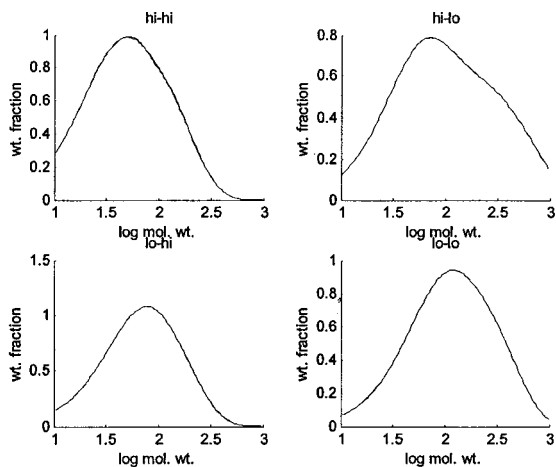 hi-hi
1
0.8
0.6
0.4
0.2
0
wt. fraction
1 1.5 2 2.5 3
log mol. wt.
hi-lo
0.8
0.6
0.4
0.2
0
wt. fraction
1 1.5 2 2.5 3
log mol. wt.
lo-hi
1.5
1
0.5
0
wt. fraction
1 1.5 2 2.5 3
log mol. wt.
lo-lo
1
0.8
0.6
0.4
0.2
0
wt. fraction
1 1.5 2 2.5 3
log mol. wt.